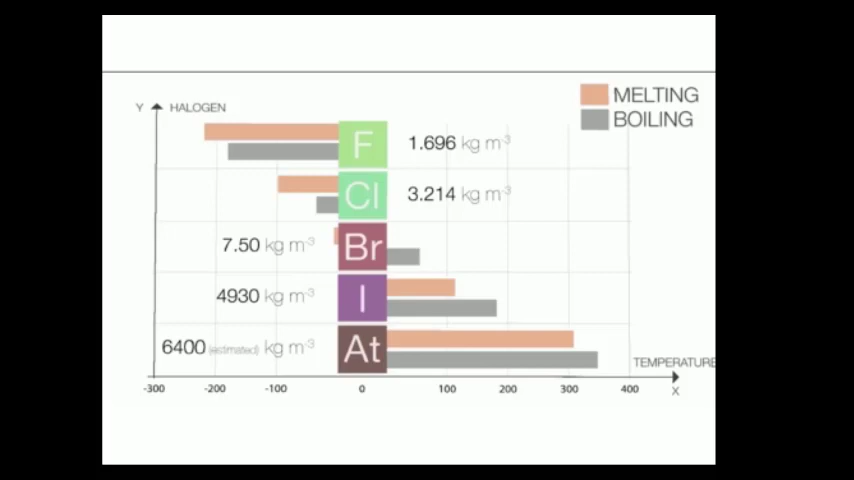 MELTING
Y HALOGEN
BOILING
F 1.696 kg m-3
Cl 3.214 kg m-3
7.50 kg m-3 Br
4930 kg m-3 I
6400 (estimated) kg m-3 At
TEMPERATURE
-300 -200 -100 0 100 200 300 400 X